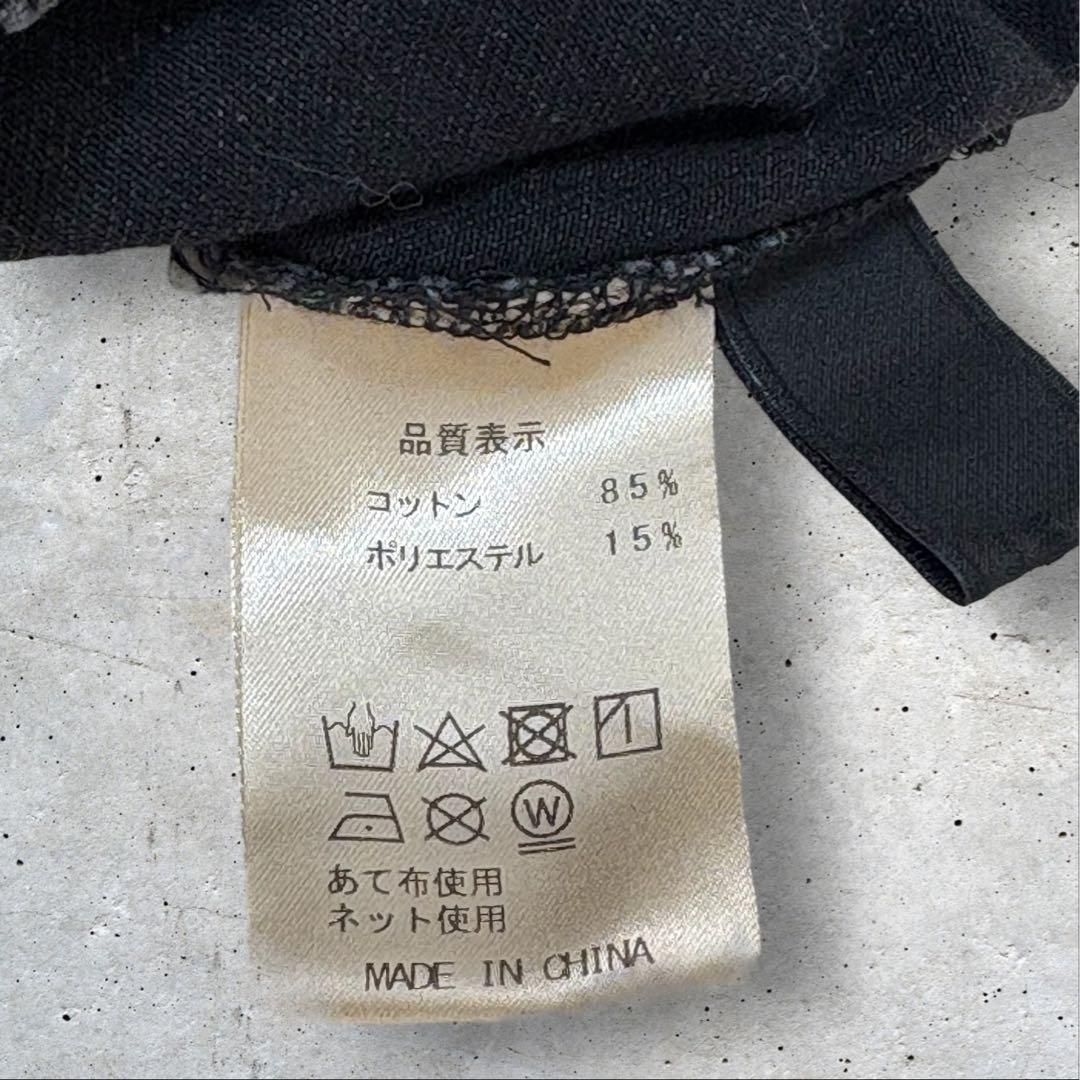 品質表示
コットン 85%
ポリエステル 15%
W
あて布使用
ネット使用
MADE IN CHINA